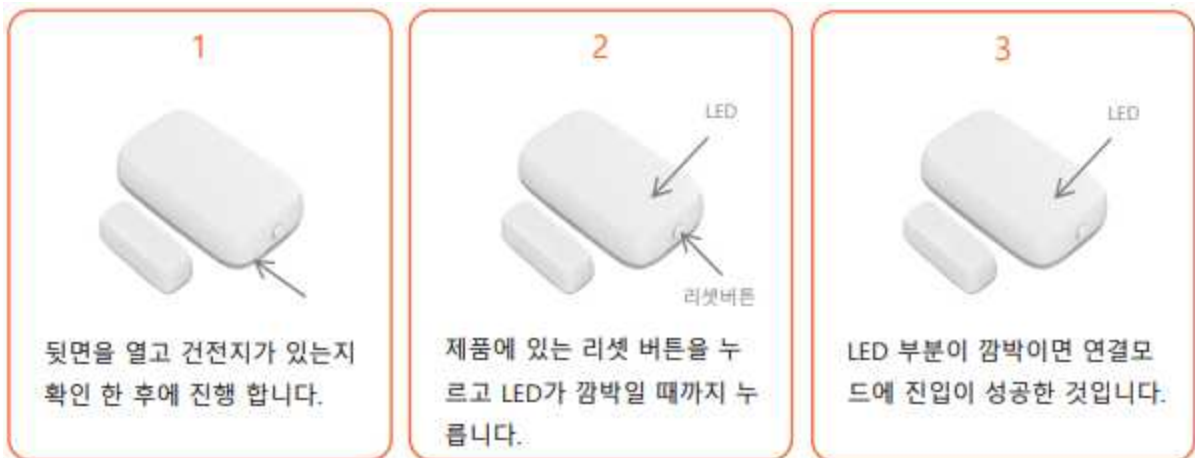 1
뒷면을 열고 건전지가 있는지
확인 한 후에 진행 합니다.
2
LED
리셋버튼
제품에 있는 리셋 버튼을 누
르고 LED가 깜박일 때까지 누
릅니다.
3
LED
LED 부분이 깜박이면 연결모
드에 진입이 성공한 것입니다.